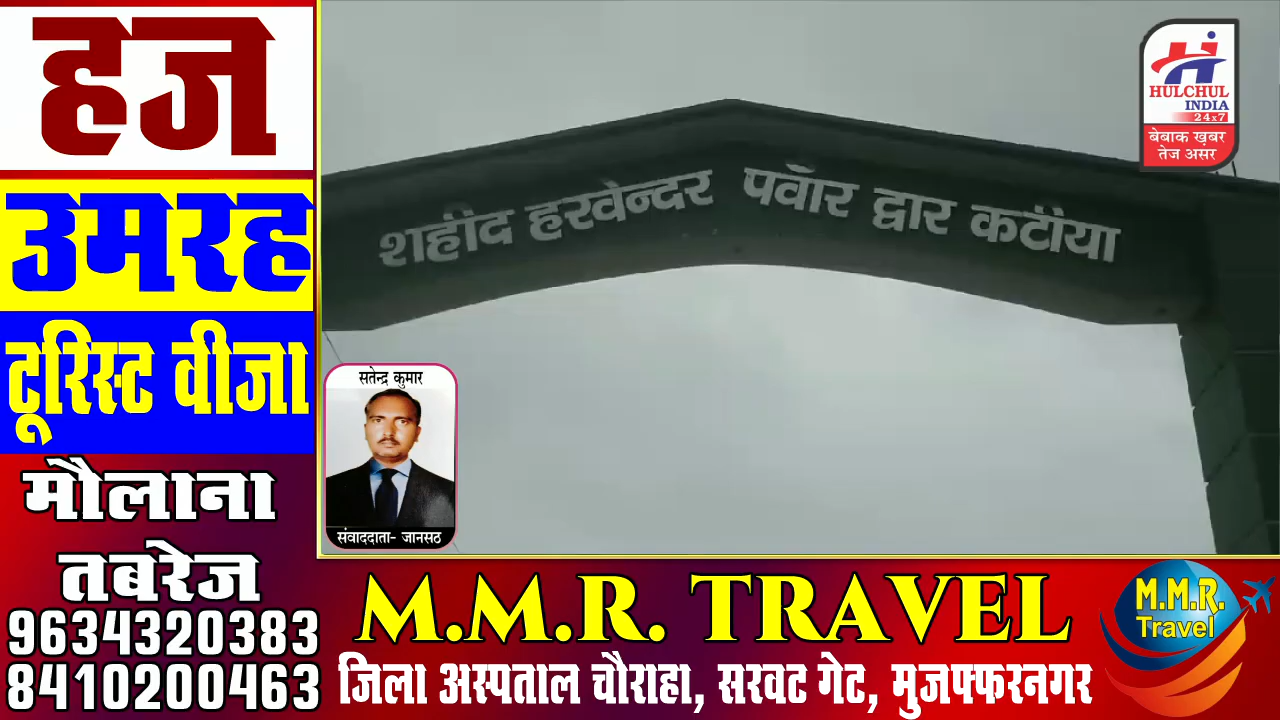 हज
उमरह
टूरिस्ट वीजा
मौलाना
तबरेज
9634320383
8410200463
शहीद हरवेन्दर पवाँर द्वार कटीया
HULCHUL
INDIA
24x7
बेबाक ख़बर
तेज असर
सतेन्द्र कुमार
संवाददाता- जानसठ
M.M.R. TRAVEL
जिला अस्पताल चौराहा, सरवट गेट, मुजफ्फरनगर
M.M.R.
Travel